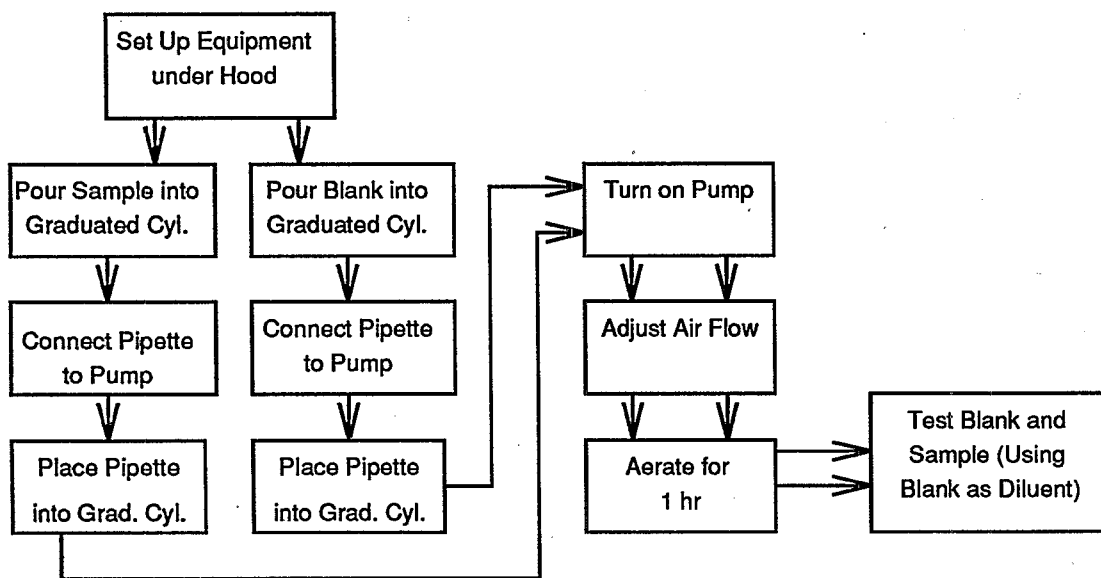 Set Up Equipment
under Hood
Pour Sample into
Graduated Cyl.
Connect Pipette
to Pump
Place Pipette
into Grad. Cyl.
Pour Blank into
Graduated Cyl.
Connect Pipette
to Pump
Place Pipette
into Grad. Cyl.
Turn on Pump
Adjust Air Flow
Aerate for
1 hr
Test Blank and
Sample (Using
Blank as Diluent)